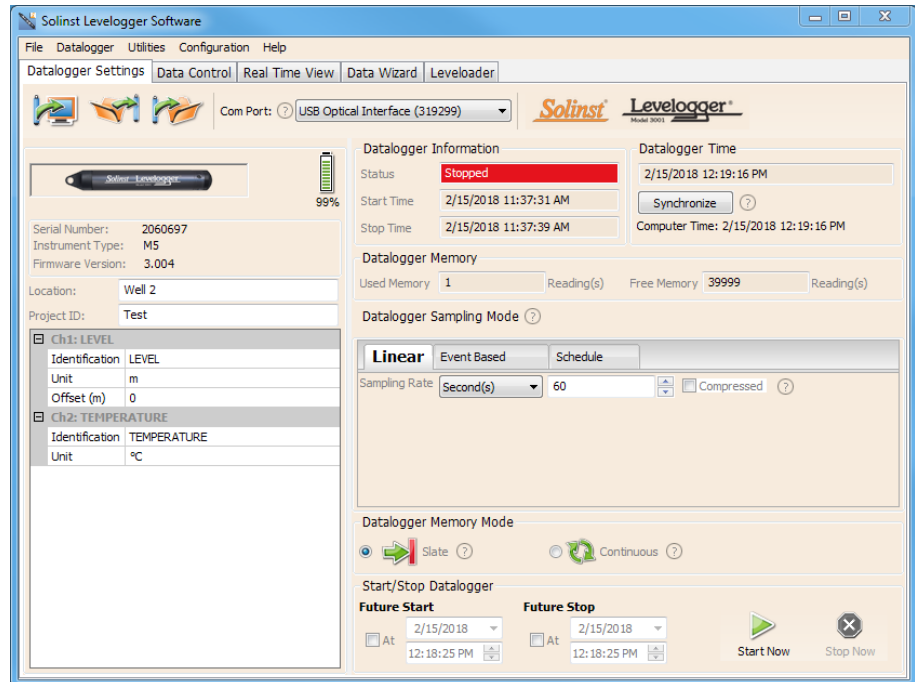 Solinst Levelogger Software
File Datalogger Utilities Configuration Help
Datalogger Settings Data Control Real Time View Data Wizard Leveloader
Com Port: ? USB Optical Interface (319299) Solinst Levelogger®
Model 3001
Solinst Levelogger
99%
Serial Number: 2060697
Instrument Type: M5
Firmware Version: 3.004
Location: Well 2
Project ID: Test
Ch1: LEVEL
Identification LEVEL
Unit m
Offset (m) 0
Ch2: TEMPERATURE
Identification TEMPERATURE
Unit °C
Datalogger Information
Status Stopped
Start Time 2/15/2018 11:37:31 AM
Stop Time 2/15/2018 11:37:39 AM
Datalogger Time
2/15/2018 12:19:16 PM
Synchronize ?
Computer Time: 2/15/2018 12:19:16 PM
Datalogger Memory
Used Memory 1 Reading(s) Free Memory 39999 Reading(s)
Datalogger Sampling Mode ?
Linear Event Based Schedule
Sampling Rate Second(s) 60 Compressed ?
Datalogger Memory Mode
Slate ? Continuous ?
Start/Stop Datalogger
Future Start Future Stop
At 2/15/2018 At 2/15/2018
12:18:25 PM 12:18:25 PM
Start Now Stop Now